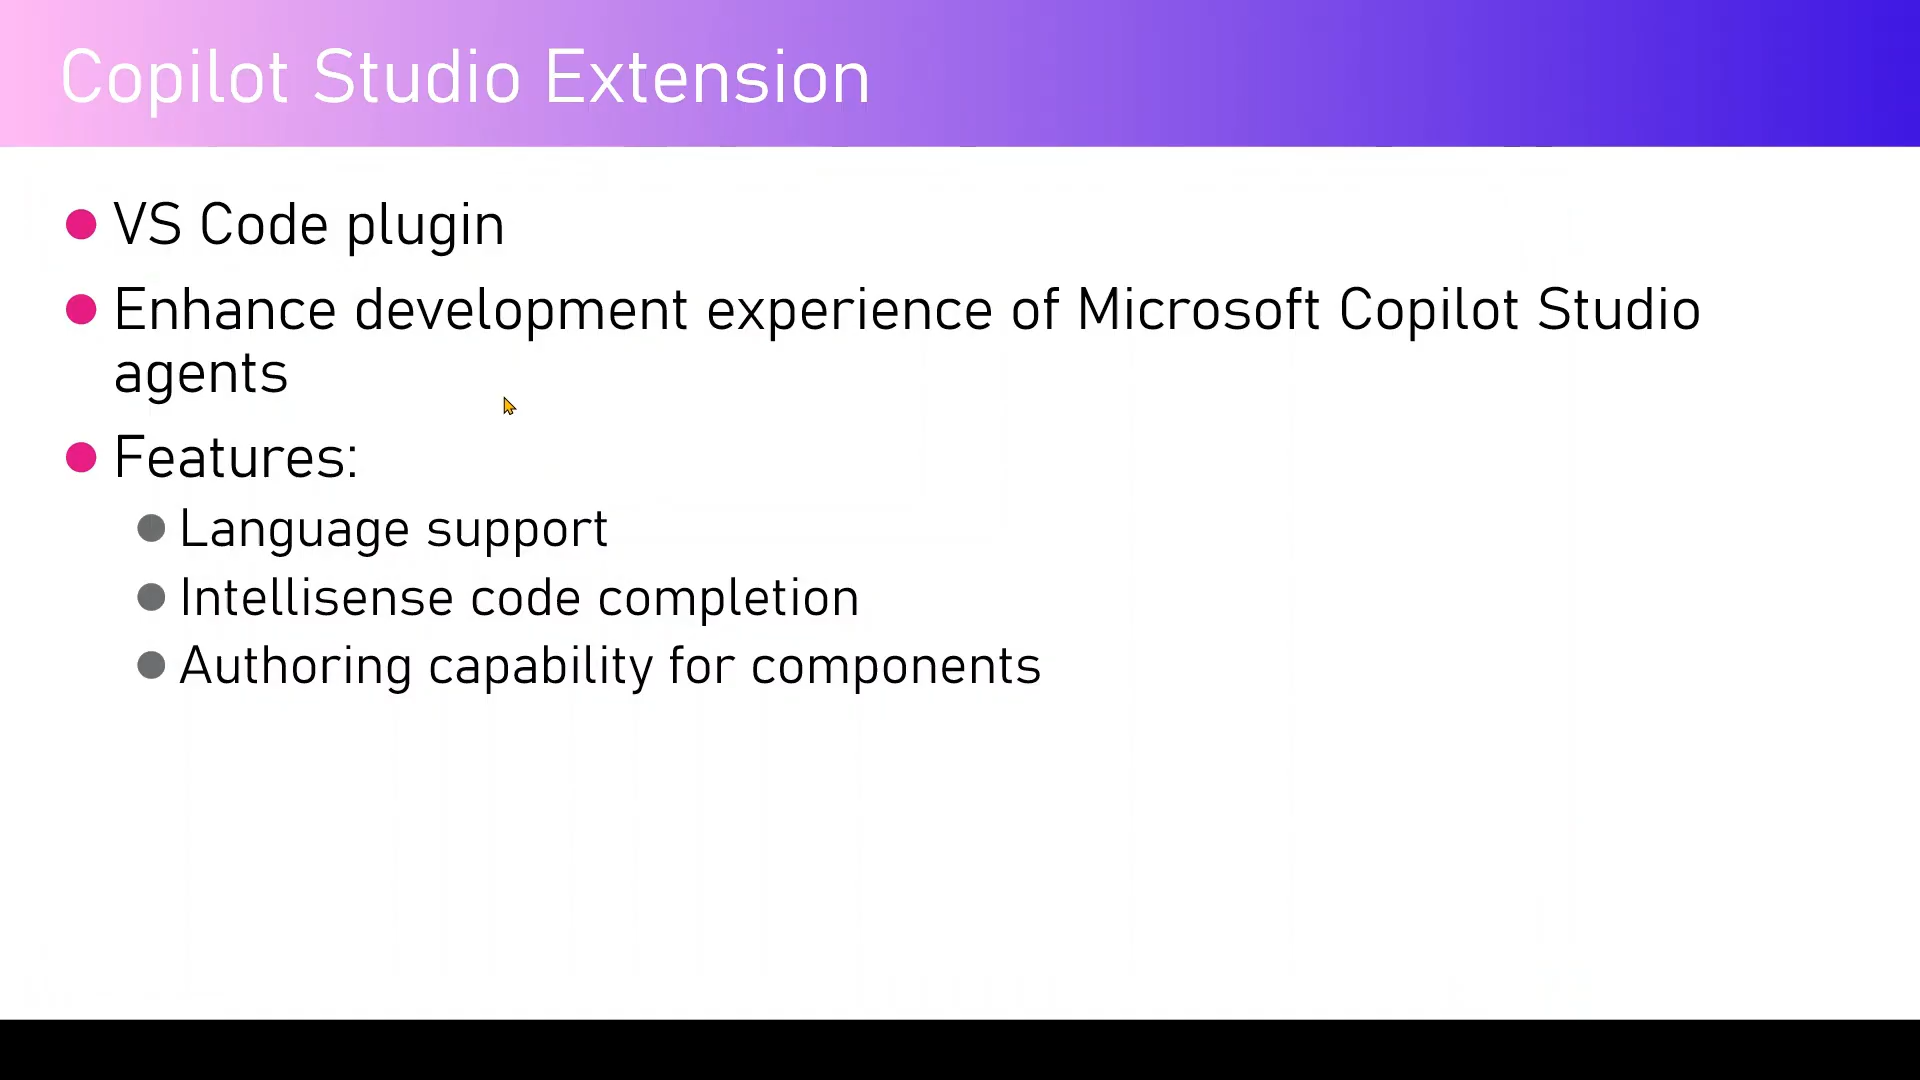 Copilot Studio Extension
VS Code plugin
Enhance development experience of Microsoft Copilot Studio
agents
Features:
Language support
Intellisense code completion
Authoring capability for components